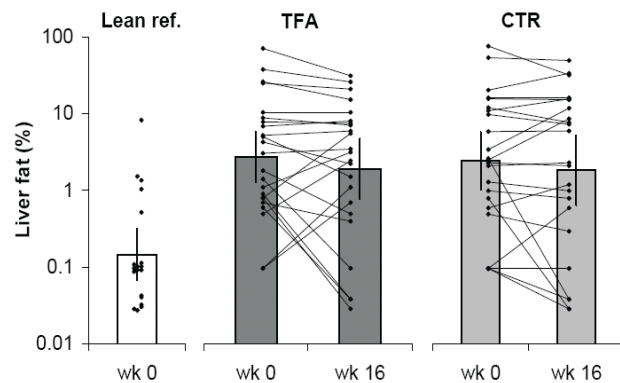 Lean ref. TFA CTR
100
10
1
0.1
0.01
Liver fat (%)
wk 0 wk 0 wk 16 wk 0 wk 16